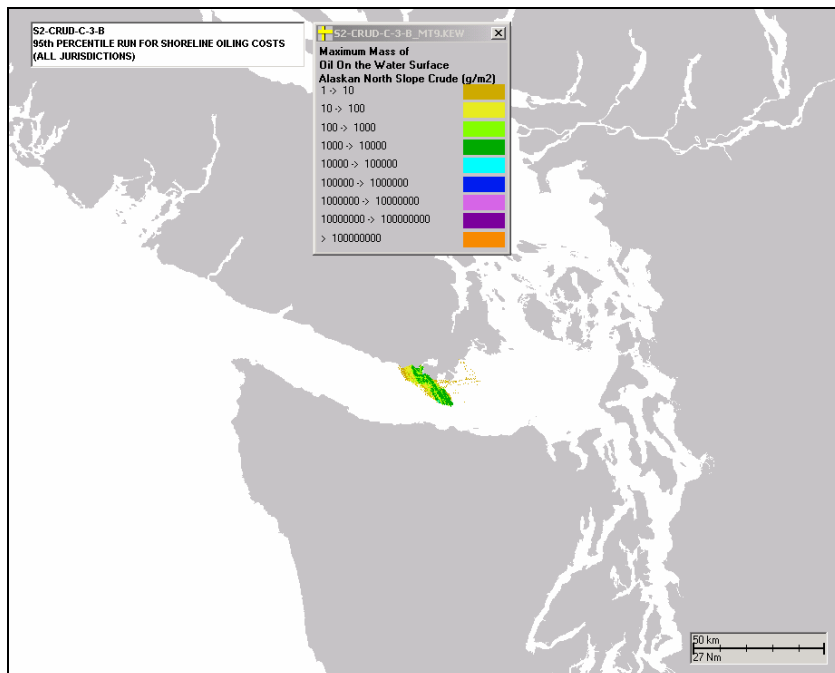 S2-CRUD-C-3-B
95th PERCENTILE RUN FOR SHORELINE OILING COSTS
(ALL JURISDICTIONS)
S2-CRUD-C-3-B_MT9.KEW
Maximum Mass of
Oil On the Water Surface
Alaskan North Slope Crude (g/m2)
1 -> 10
10 -> 100
100 -> 1000
1000 -> 10000
10000 -> 100000
100000 -> 1000000
1000000 -> 10000000
10000000 -> 100000000
> 100000000
50 km
27 Nm